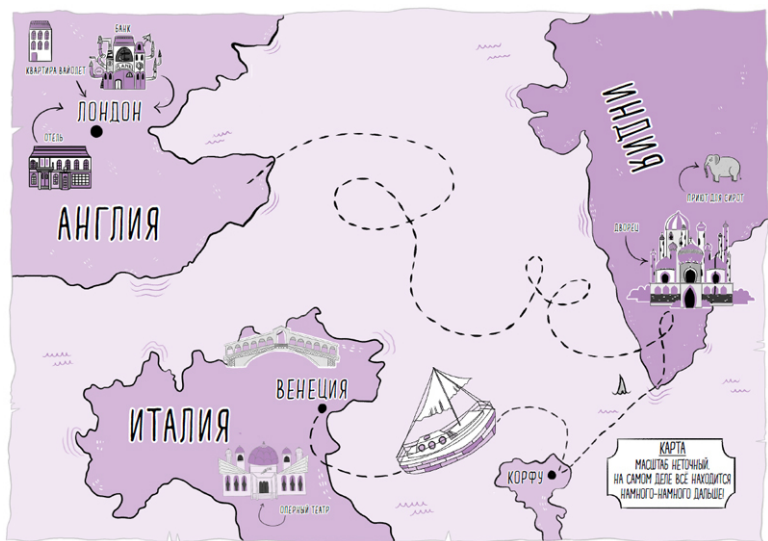 БАНК
КВАРТИРА ВАЙОЛЕТ
ЛОНДОН
ОТЕЛЬ
АНГЛИЯ
ИНДИЯ
ПРИЮТ ДЛЯ СИРОТ
ДВОРЕЦ
ВЕНЕЦИЯ
ИТАЛИЯ
ОПЕРНЫЙ ТЕАТР
КОРФУ
КАРТА
МАСШТАБ НЕТОЧНЫЙ.
НА САМОМ ДЕЛЕ ВСЁ НАХОДИТСЯ
НАМНОГО-НАМНОГО ДАЛЬШЕ!